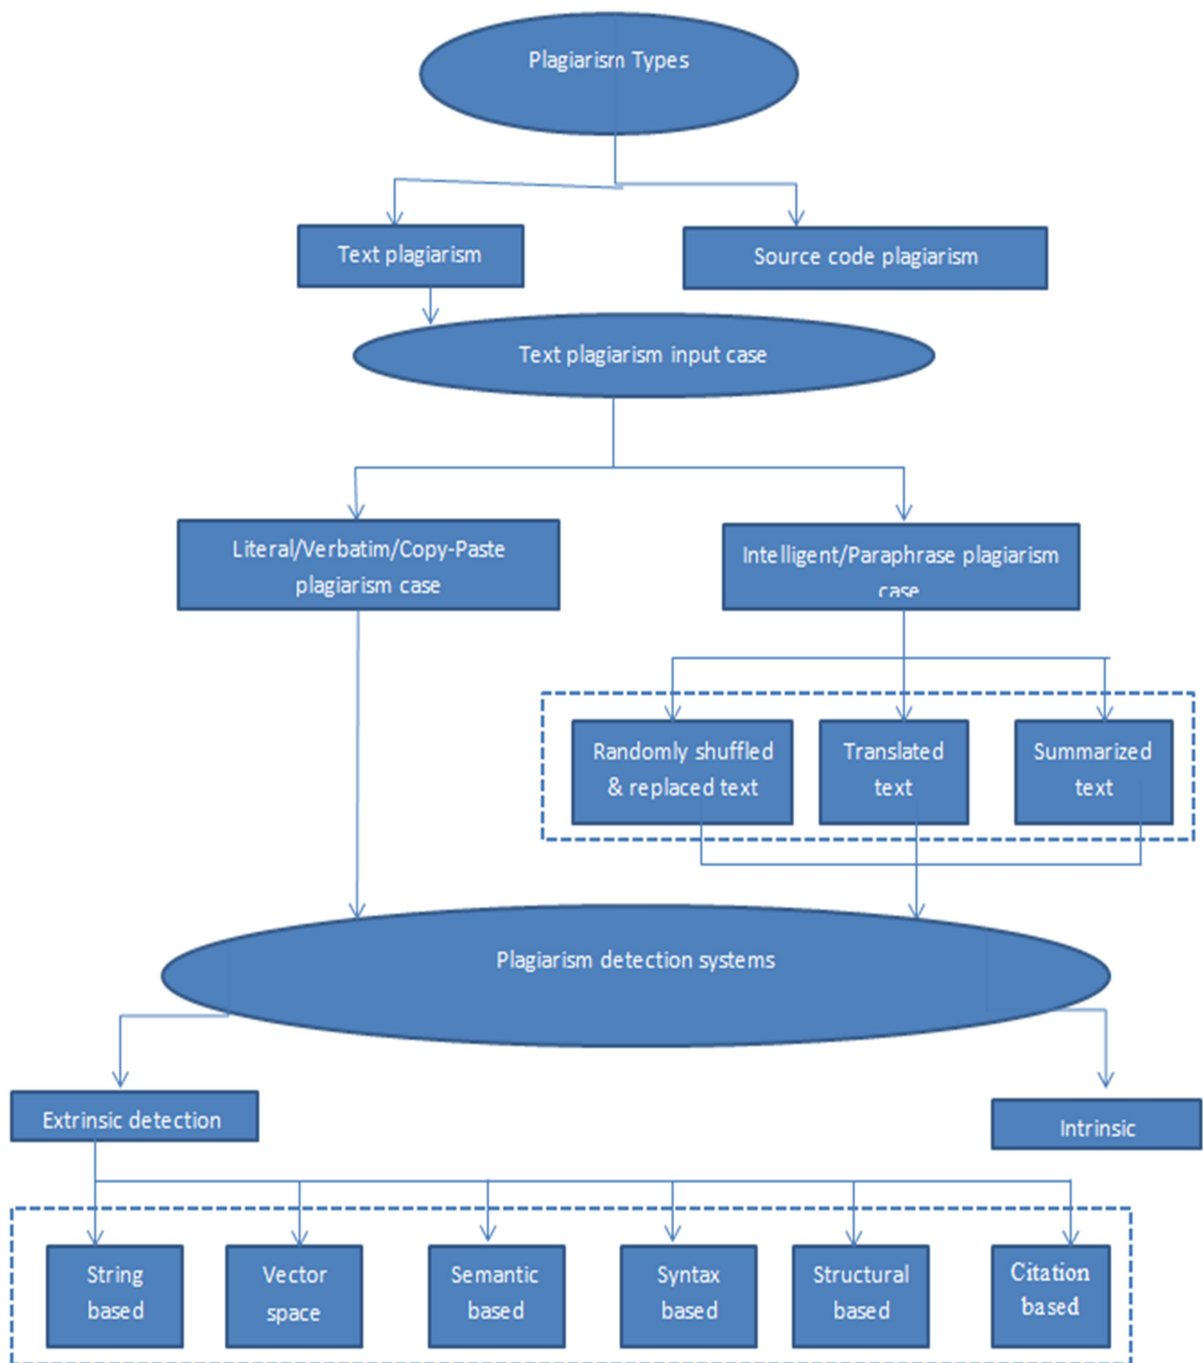 Plagiarism Types
Text plagiarism
Source code plagiarism
Text plagiarism input case
Literal/Verbatim/Copy-Paste
plagiarism case
Intelligent/Paraphrase plagiarism
case
Randomly shuffled
& replaced text
Translated
text
Summarized
text
Plagiarism detection systems
Extrinsic detection
Intrinsic
String
based
Vector
space
Semantic
based
Syntax
based
Structural
based
Citation
based